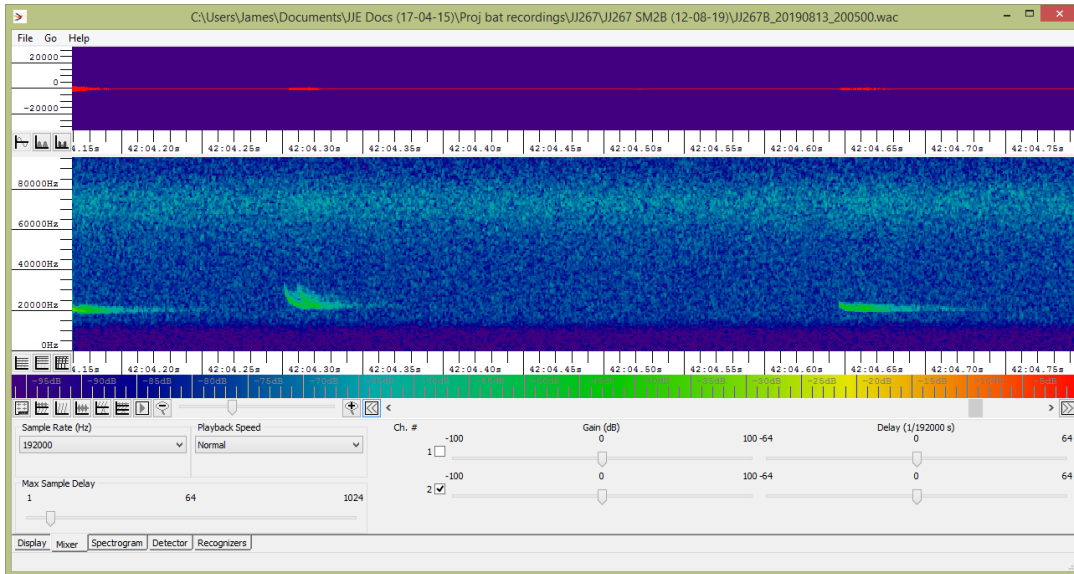 C:\Users\James\Documents\JJE Docs (17-04-15)\Proj bat recordings\JJ267\JJ267 SM2B (12-08-19)\JJ267B_20190813_200500.wac
File Go Help
20000
0
-20000
4.15s 42:04.20s 42:04.25s 42:04.30s 42:04.35s 42:04.40s 42:04.45s 42:04.50s 42:04.55s 42:04.60s 42:04.65s 42:04.70s 42:04.75s
80000Hz
60000Hz
40000Hz
20000Hz
0Hz
4.15s 42:04.20s 42:04.25s 42:04.30s 42:04.35s 42:04.40s 42:04.45s 42:04.50s 42:04.55s 42:04.60s 42:04.65s 42:04.70s 42:04.75s
-95dB -90dB -85dB -80dB -75dB -70dB -25dB -20dB -15dB -5dB
Sample Rate (Hz) Playback Speed Ch. # Gain (dB) Delay (1/192000 s)
-100 0 100 -64 0 64
192000 Normal 1
-100 0 100 -64 0 64
Max Sample Delay 2
1 64 1024
Display Mixer Spectrogram Detector Recognizers